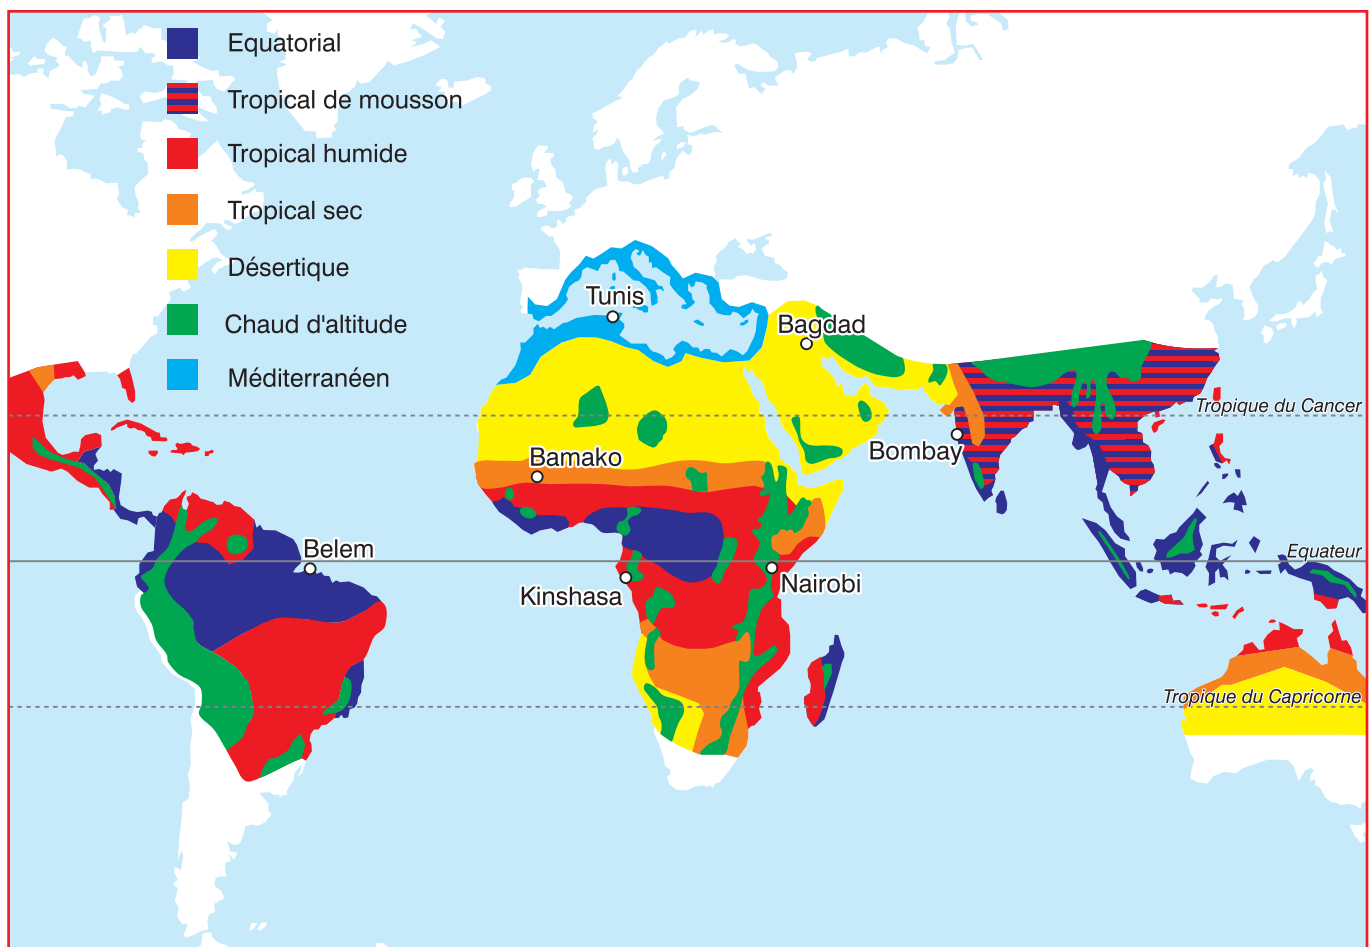 Equatorial
Tropical de mousson
Tropical humide
Tropical sec
Désertique
Chaud d'altitude
Méditerranéen
Tunis
Bagdad
Tropique du Cancer
Bombay
Bamako
Belem
Equateur
Kinshasa
Nairobi
Tropique du Capricorne